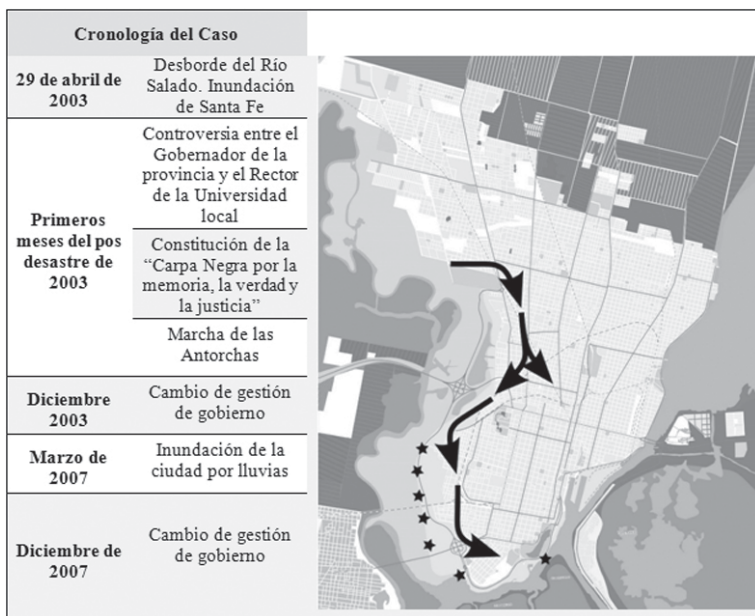 Cronología del Caso
29 de abril de
2003
Desborde del Río
Salado. Inundación
de Santa Fe
Primeros
meses del pos
desastre de
2003
Controversia entre el
Gobernador de la
provincia y el Rector
de la Universidad
local
Constitución de la
“Carpa Negra por la
memoria, la verdad y
la justicia”
Marcha de las
Antorchas
Diciembre
2003
Cambio de gestión
de gobierno
Marzo de
2007
Inundación de la
ciudad por lluvias
Diciembre de
2007
Cambio de gestión
de gobierno